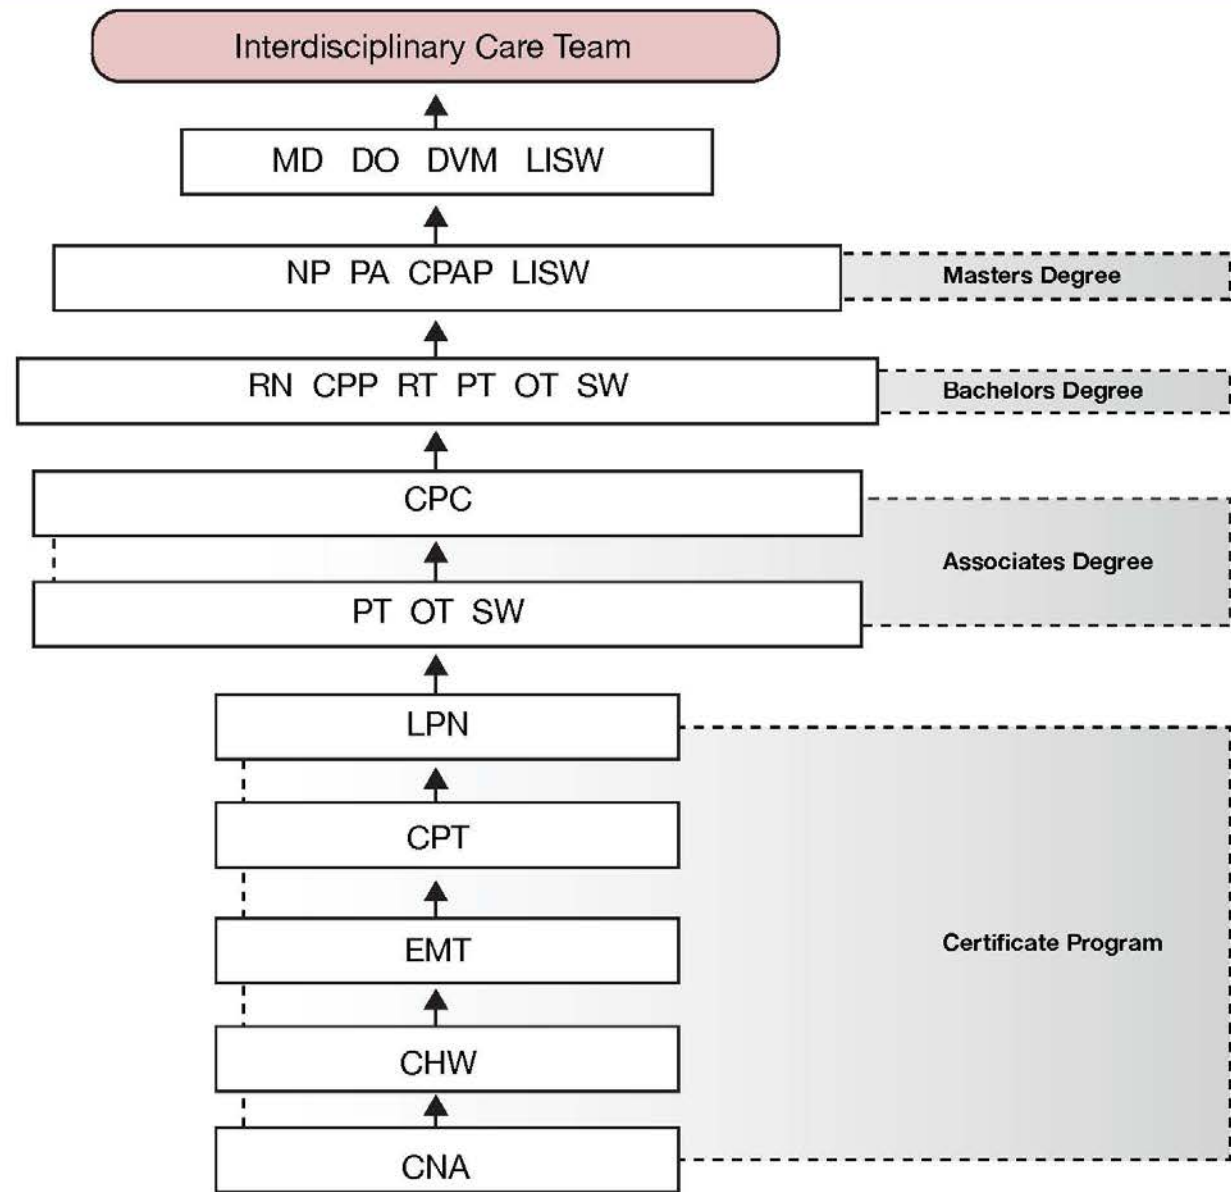 Interdisciplinary Care Team
MD DO DVM LISW
NP PA CPAP LISW
Masters Degree
RN CPP RT PT OT SW
Bachelors Degree
CPC
Associates Degree
PT OT SW
LPN
CPT
Certificate Program
EMT
CHW
CNA